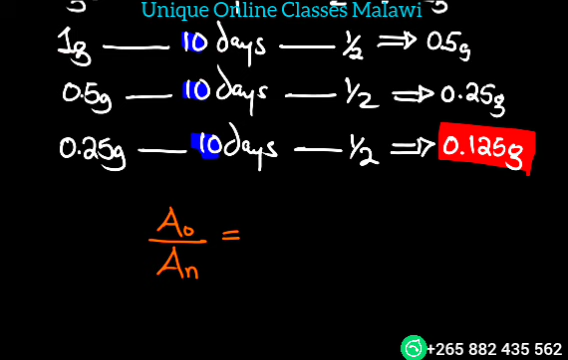 Unique Online Classes Malawi
1g — 10 days — 1/2 ⇒ 0.5g
0.5g — 10 days — 1/2 ⇒ 0.25g
0.25g — 10 days — 1/2 ⇒ 0.125g
A₀/Aₙ =
+265 882 435 562